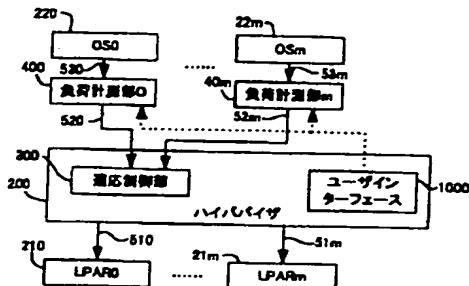 220
22m
OS0
OSm
400
530
40m
53m
負荷計測部0
負荷計測部m
520
52m
300
適応制御部
200
ユーザイン
ターフェース
1000
ハイパバイザ
510
51m
210
21m
LPAR0
LPARm